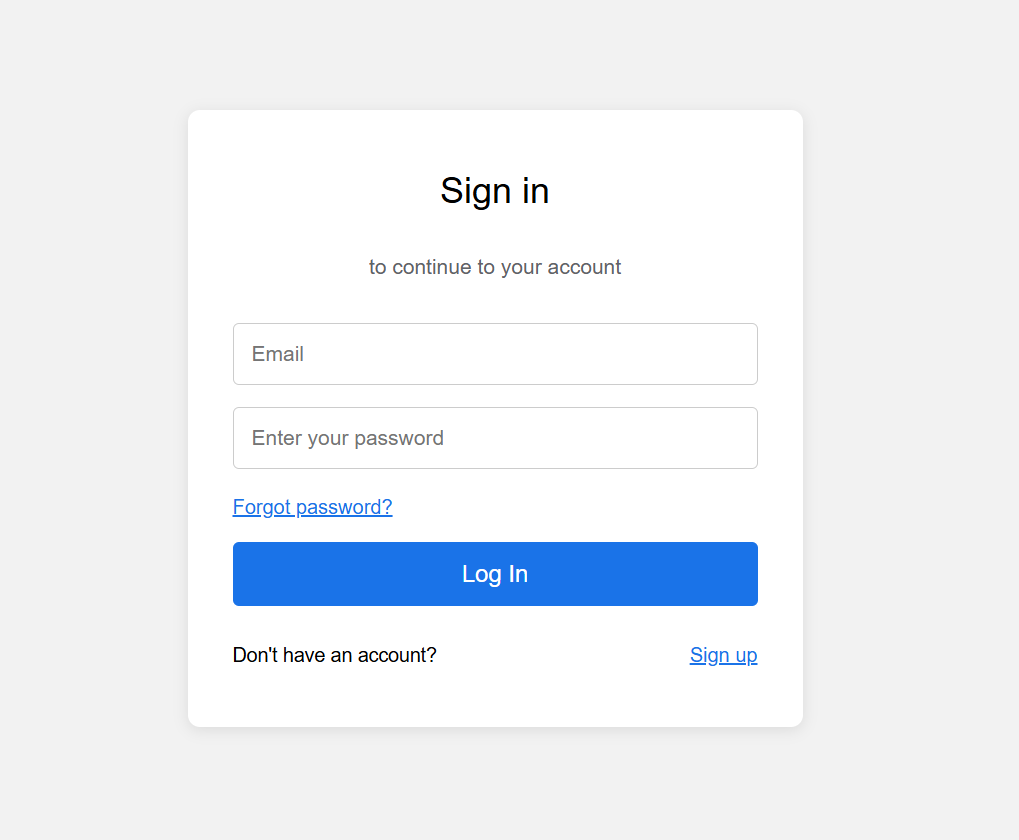 Sign in
to continue to your account
Email
Enter your password
Forgot password?
Log In
Don't have an account? Sign up